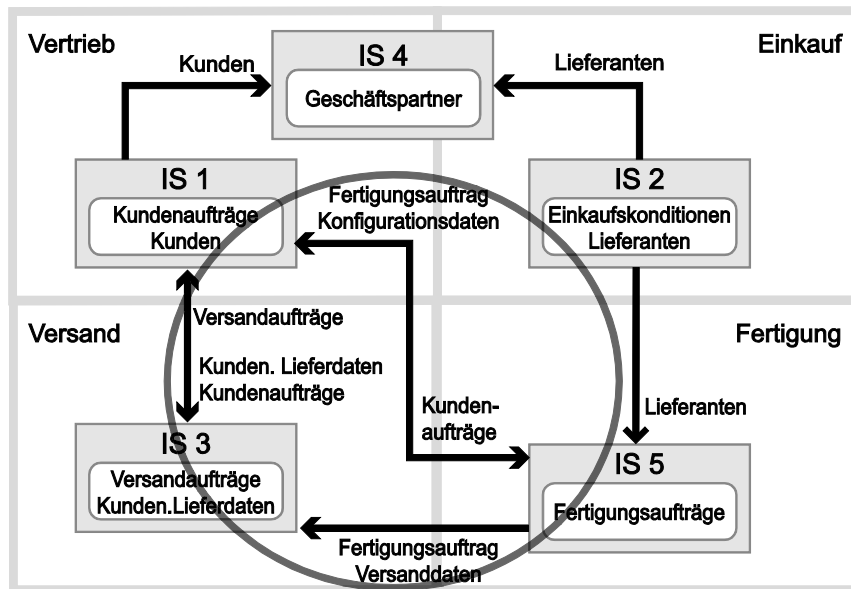 Vertrieb
Einkauf
IS 4
Geschäftspartner
Kunden
Lieferanten
IS 1
Kundenaufträge
Kunden
IS 2
Einkaufskonditionen
Lieferanten
Fertigungsauftrag
Konfigurationsdaten
Versand
Fertigung
Versandaufträge
Kunden. Lieferdaten
Kundenaufträge
Kunden-
aufträge
Lieferanten
IS 3
Versandaufträge
Kunden.Lieferdaten
IS 5
Fertigungsaufträge
Fertigungsauftrag
Versanddaten